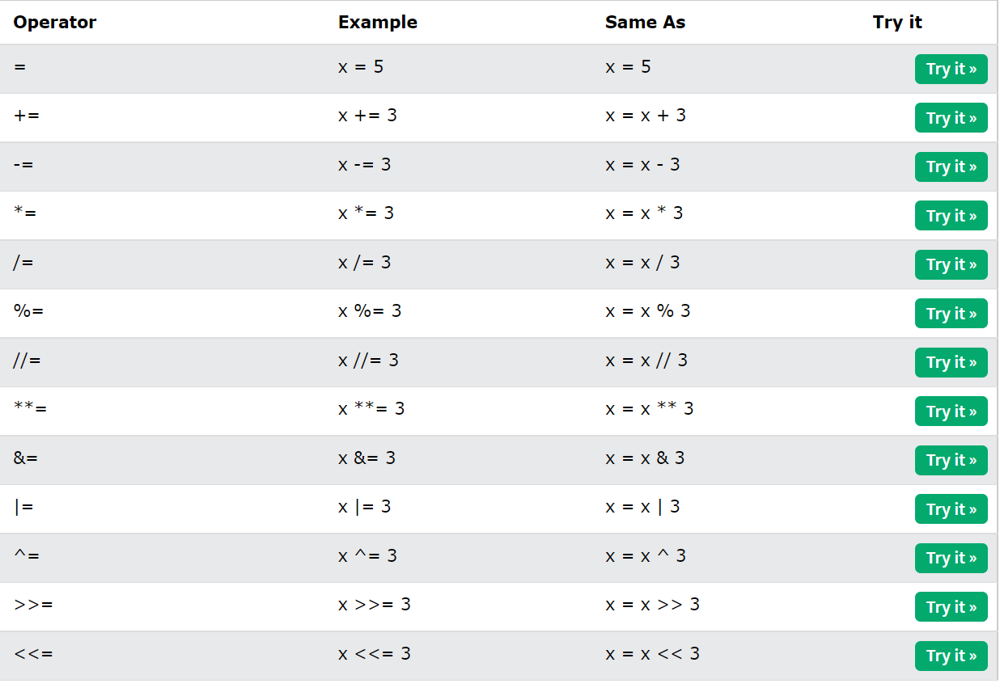 Operator Example Same As Try it
= x = 5 x = 5 Try it »
+= x += 3 x = x + 3 Try it »
-= x -= 3 x = x - 3 Try it »
*= x *= 3 x = x * 3 Try it »
/= x /= 3 x = x / 3 Try it »
%= x %= 3 x = x % 3 Try it »
//= x //= 3 x = x // 3 Try it »
**= x **= 3 x = x ** 3 Try it »
&= x &= 3 x = x & 3 Try it »
|= x |= 3 x = x | 3 Try it »
^= x ^= 3 x = x ^ 3 Try it »
>>= x >>= 3 x = x >> 3 Try it »
<<= x <<= 3 x = x << 3 Try it »